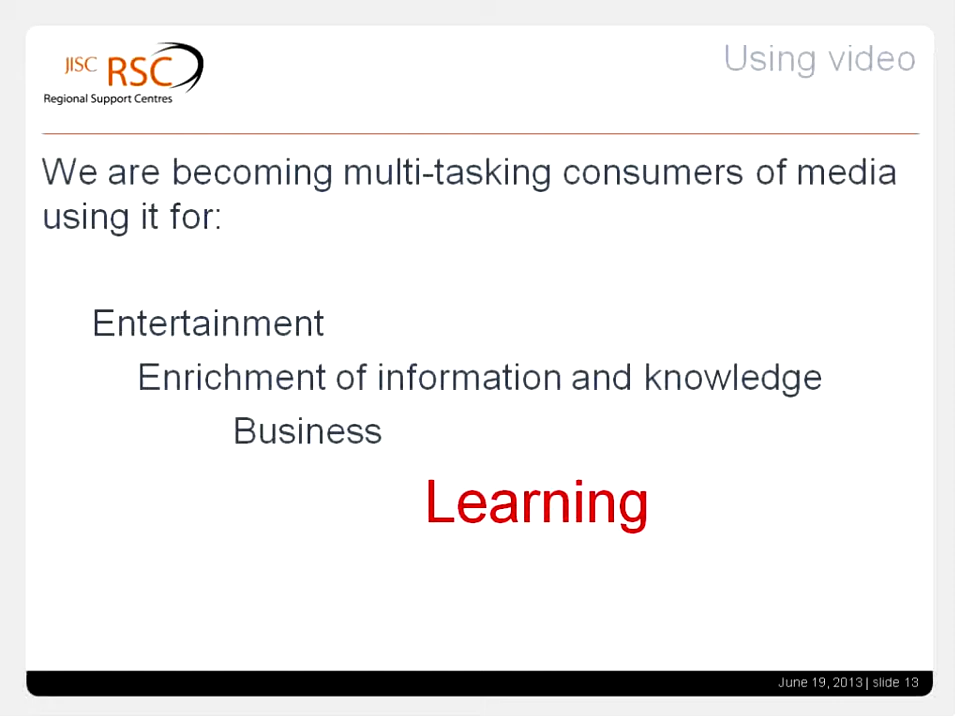 JISC RSC
Regional Support Centres
Using video
We are becoming multi-tasking consumers of media
using it for:
Entertainment
Enrichment of information and knowledge
Business
Learning
June 19, 2013 | slide 13